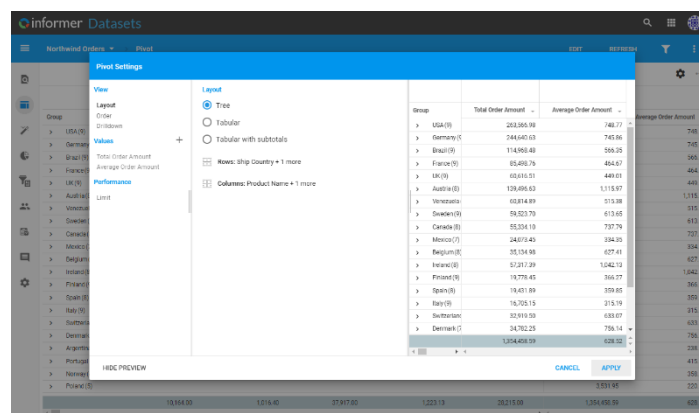 informer Datasets
Northwind Orders Pivot EDIT REFRESH
Pivot Settings
View
Layout
Order
Drilldown
Values +
Total Order Amount
Average Order Amount
Performance
Limit
Layout
Tree
Tabular
Tabular with subtotals
Rows: Ship Country + 1 more
Columns: Product Name + 1 more
Group Total Order Amount Average Order Amount
USA (9) 263,566.98 748.77
Germany (9 244,640.63 745.86
Brazil (9) 114,968.48 566.35
France (9) 85,498.76 464.67
UK (9) 60,616.51 449.01
Austria (8) 139,496.63 1,115.97
Venezuela 60,814.89 515.38
Sweden (9) 59,523.70 613.65
Canada (8) 55,334.10 737.79
Mexico (7) 24,073.45 334.35
Belgium (8) 35,134.98 627.41
Ireland (8) 57,317.39 1,042.13
Finland (9) 19,778.45 366.27
Spain (8) 19,431.89 359.85
Italy (9) 16,705.15 315.19
Switzerland 32,919.50 633.07
Denmark (7 34,782.25 756.14
1,354,458.59 628.52
HIDE PREVIEW CANCEL APPLY
Group
USA (9)
Germany
Brazil (9)
France (9)
UK (9)
Austria (
Venezue
Sweden (
Canada (
Mexico (
Belgium
Ireland (
Finland (
Spain (8)
Italy (9)
Switzerla
Denmark
Argentin
Portugal
Norway (
Poland (5)
Average Order Amount
3,531.95
10,964.00 1,016.40 37,917.00 1,223.13 28,215.00 1,354,458.59 628